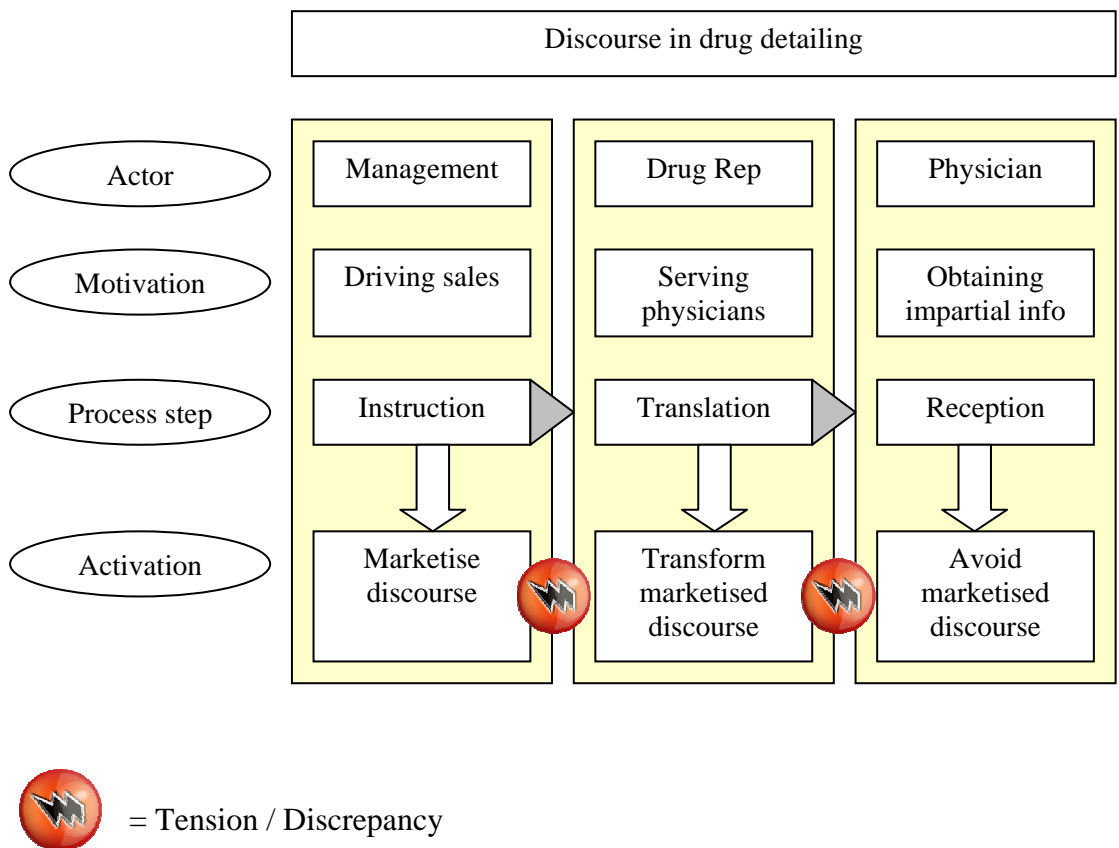 Discourse in drug detailing
Actor
Management
Drug Rep
Physician
Motivation
Driving sales
Serving
physicians
Obtaining
impartial info
Process step
Instruction
Translation
Reception
Activation
Marketise
discourse
Transform
marketised
discourse
Avoid
marketised
discourse
= Tension / Discrepancy